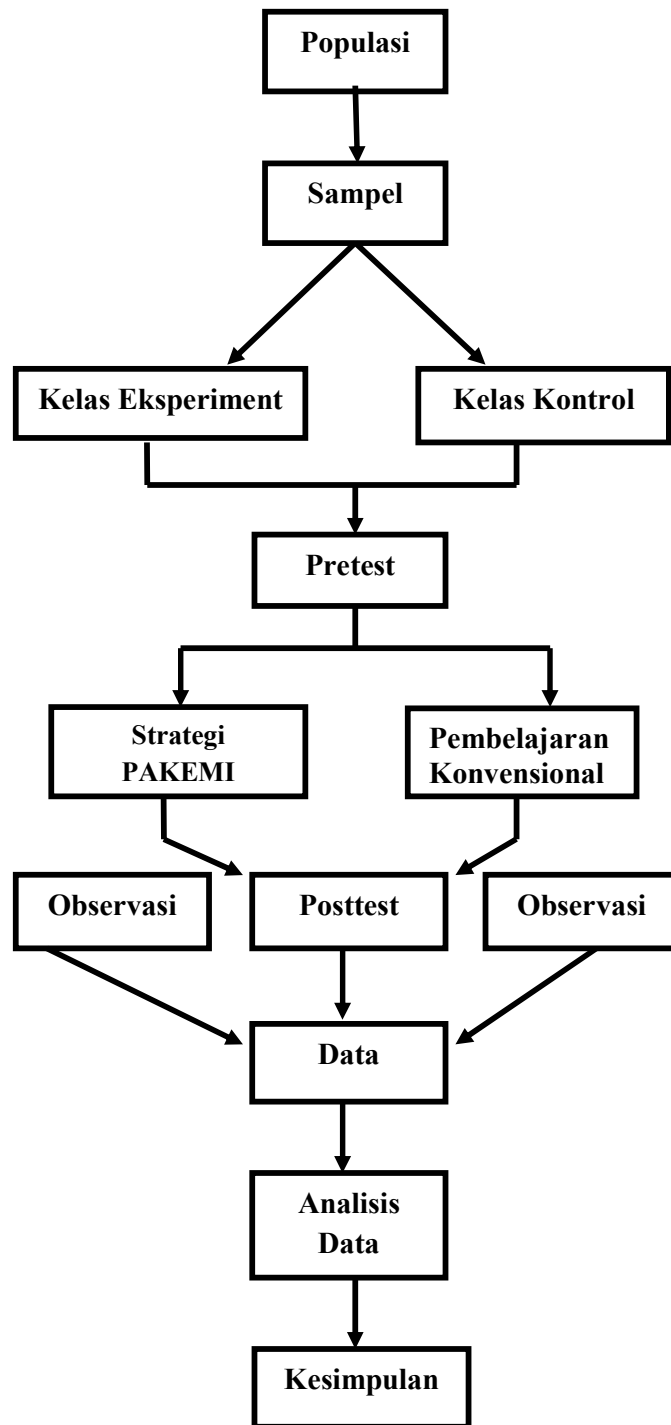 Populasi
Sampel
Kelas Eksperiment
Kelas Kontrol
Pretest
Strategi
PAKEMI
Pembelajaran
Konvensional
Observasi
Posttest
Observasi
Data
Analisis
Data
Kesimpulan